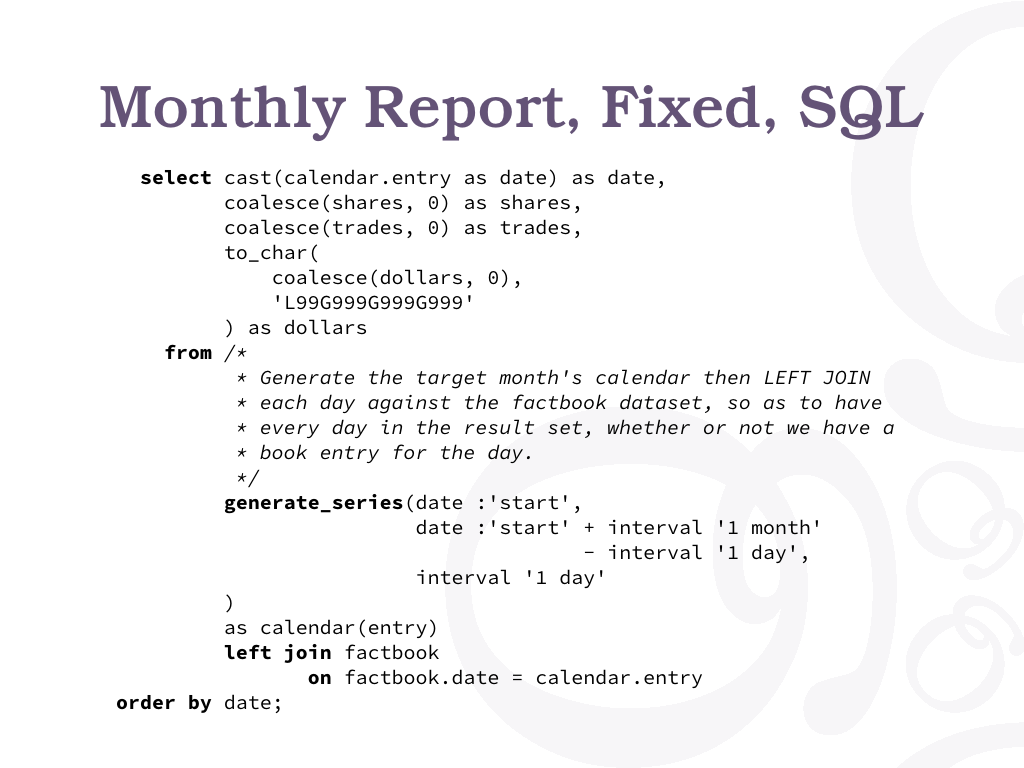 Monthly Report, Fixed, SQL
select cast(calendar.entry as date) as date,
coalesce(shares, 0) as shares,
coalesce(trades, 0) as trades,
to_char(
coalesce(dollars, 0),
'L99G999G999G999'
) as dollars
from /*
* Generate the target month's calendar then LEFT JOIN
* each day against the factbook dataset, so as to have
* every day in the result set, whether or not we have a
* book entry for the day.
*/
generate_series(date :'start',
date :'start' + interval '1 month'
- interval '1 day',
interval '1 day'
)
as calendar(entry)
left join factbook
on factbook.date = calendar.entry
order by date;